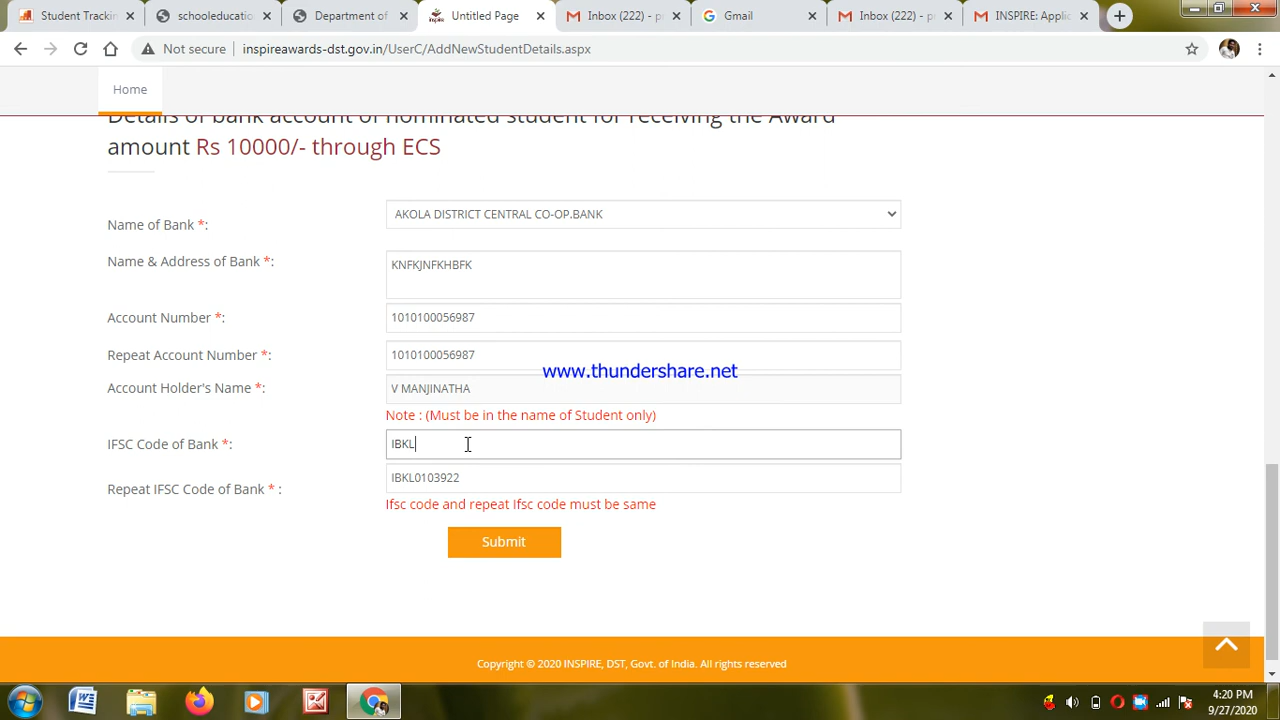 Student Trackin
schooleducatio
Department of
Untitled Page
Inbox (222) - p
Gmail
Inbox (222) - p
INSPIRE: Applic
Not secure
inspireawards-dst.gov.in/UserC/AddNewStudentDetails.aspx
Home
Details of bank account of nominated student for receiving the Award
amount Rs 10000/- through ECS
Name of Bank *:
AKOLA DISTRICT CENTRAL CO-OP.BANK
Name & Address of Bank *:
KNFKJNFKHBFK
Account Number *:
1010100056987
Repeat Account Number *:
1010100056987
www.thundershare.net
Account Holder's Name *:
V MANJINATHA
Note : (Must be in the name of Student only)
IFSC Code of Bank *:
IBKL
Repeat IFSC Code of Bank * :
IBKL0103922
Ifsc code and repeat Ifsc code must be same
Submit
Copyright © 2020 INSPIRE, DST, Govt. of India. All rights reserved
4:20 PM
9/27/2020